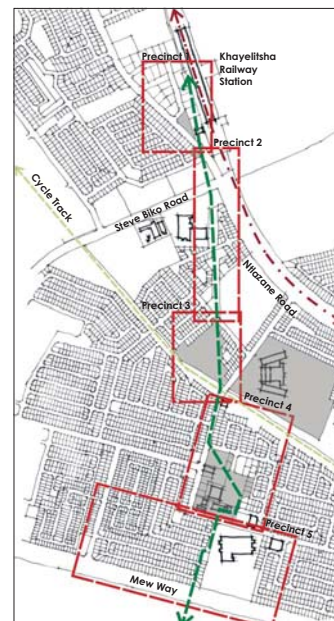 Precinct 1
Khayelitsha
Railway
Station
Precinct 2
Cycle Track
Steve Biko Road
Ntlazane Road
Precinct 3
Precinct 4
Precinct 5
Mew Way